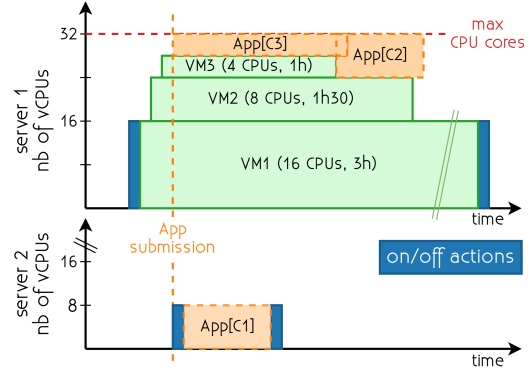 32
16
server 1
nb of vCPUs
max
CPU cores
App[C3]
App[C2]
VM3 (4 CPUs, 1h)
VM2 (8 CPUs, 1h30)
VM1 (16 CPUs, 3h)
time
App
submission
on/off actions
16
8
server 2
nb of vCPUs
App[C1]
time